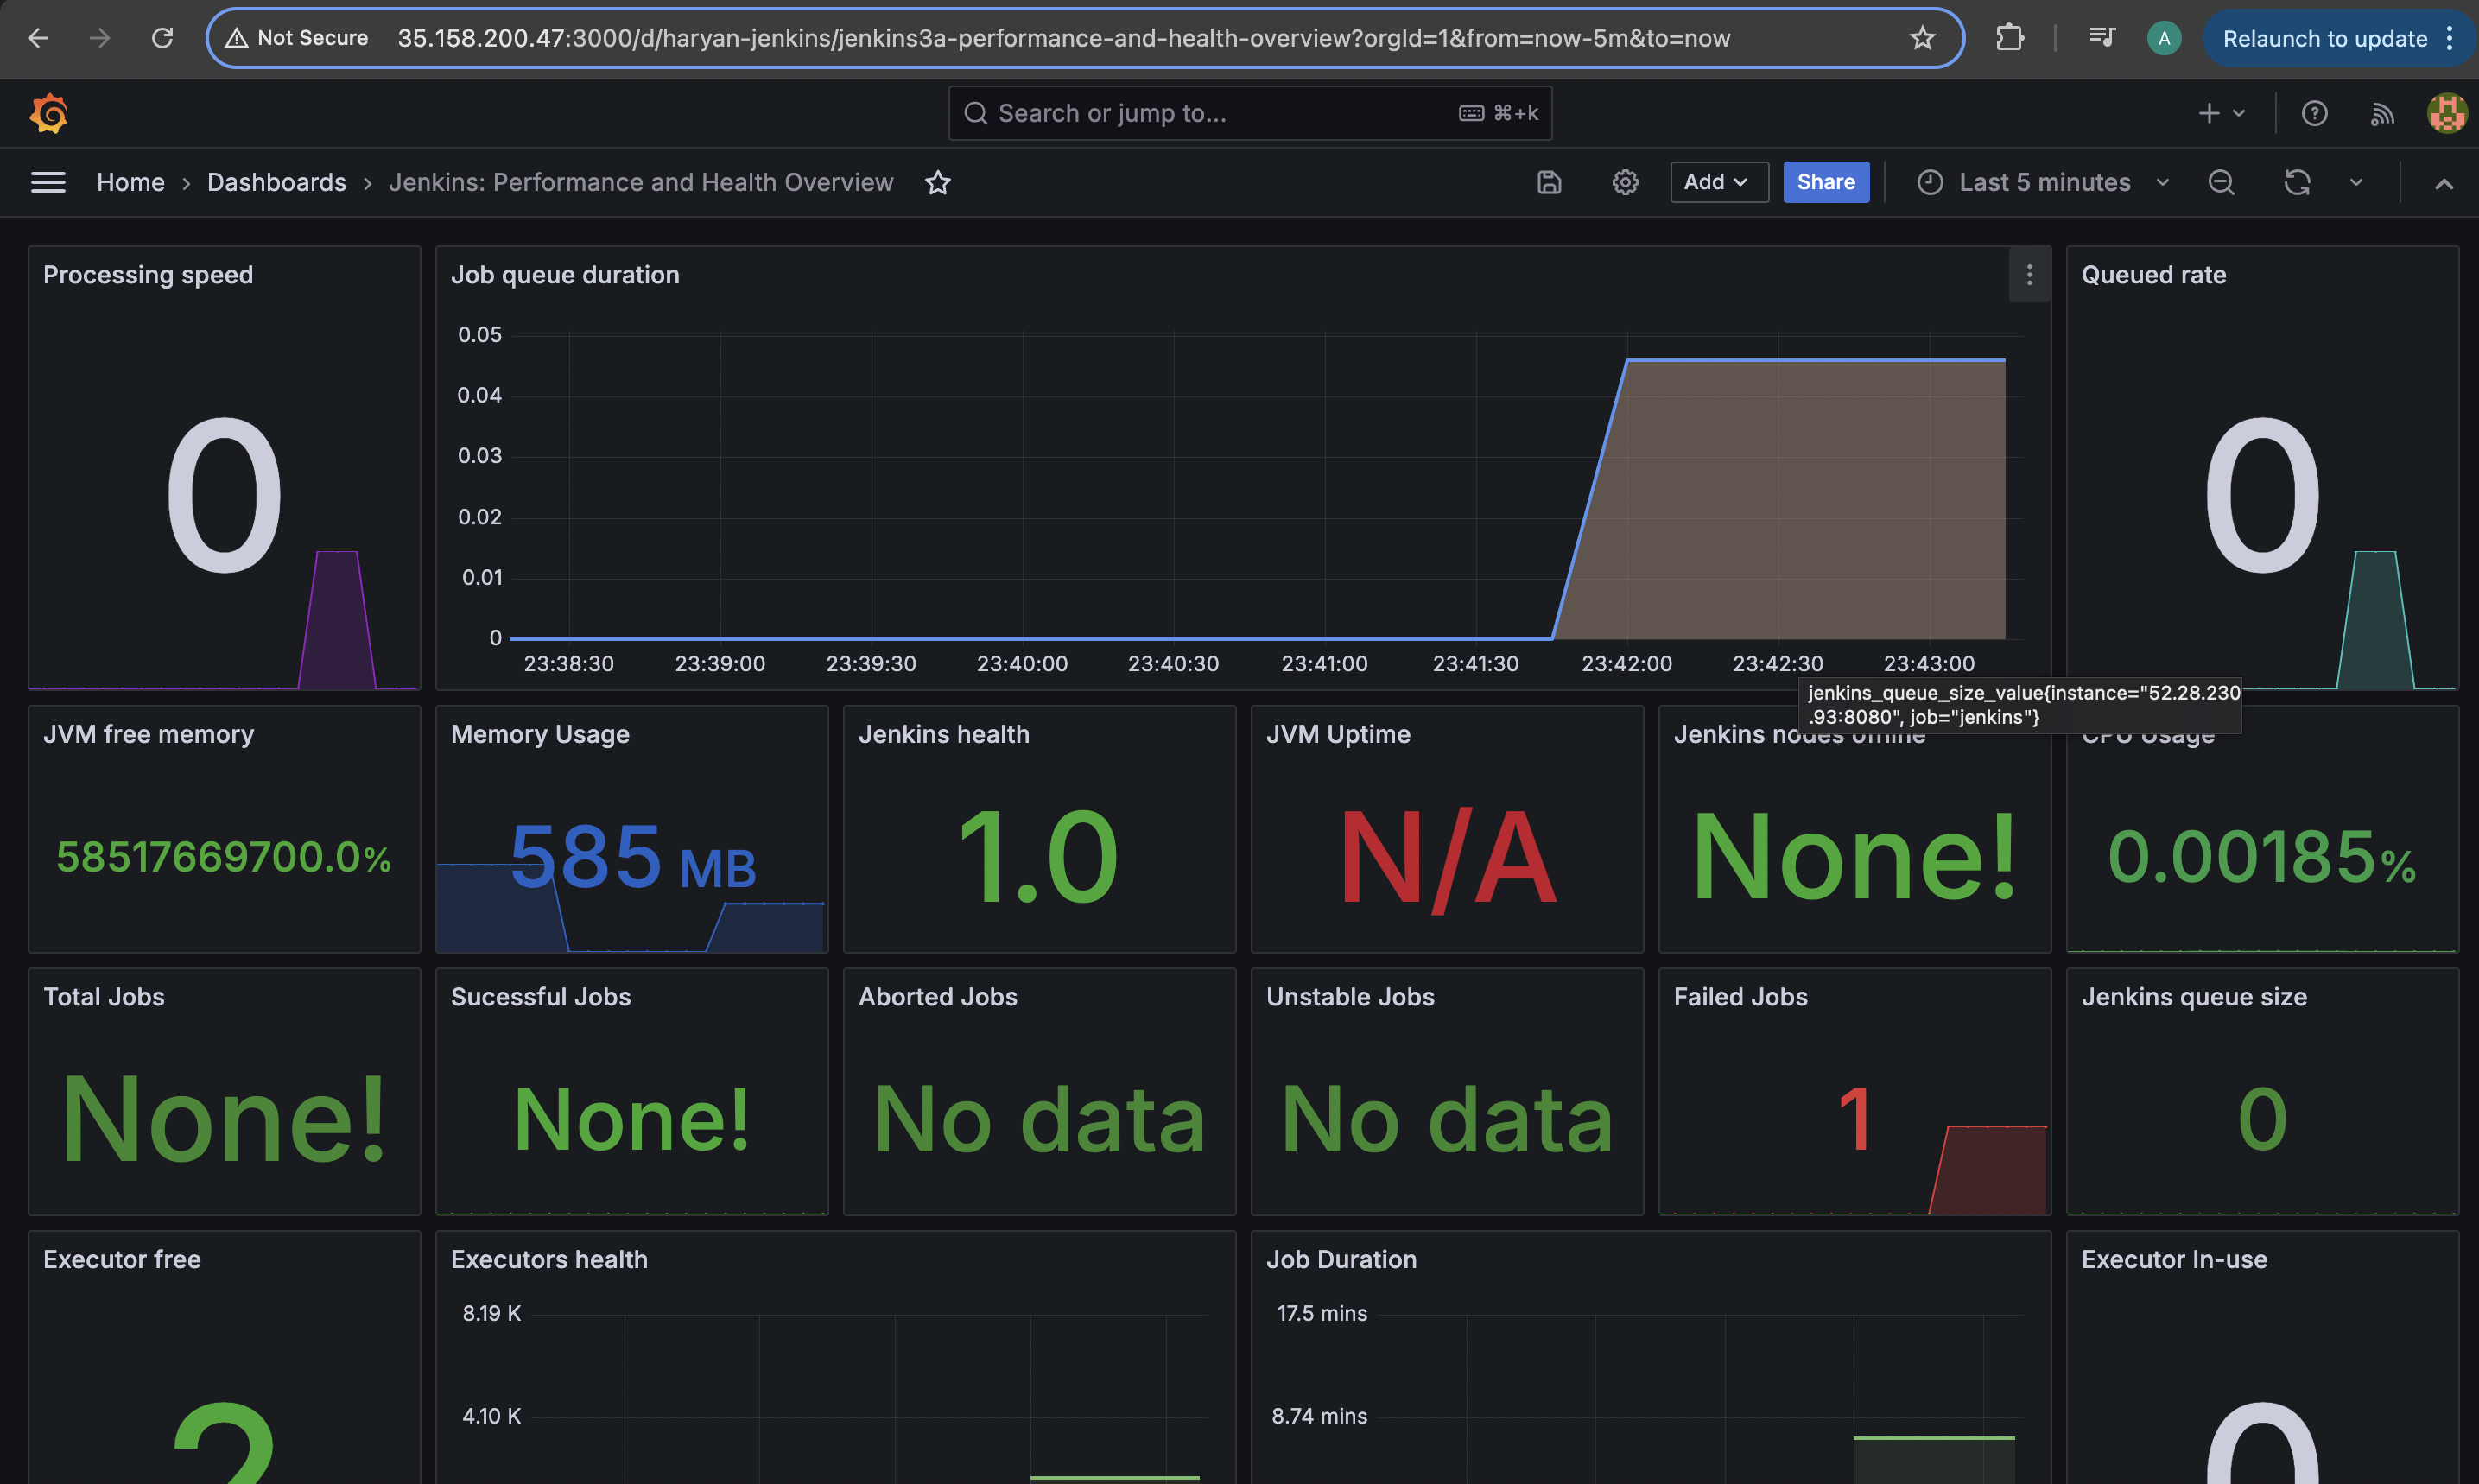 Not Secure 35.158.200.47:3000/d/haryan-jenkins/jenkins3a-performance-and-health-overview?orgId=1&from=now-5m&to=now
A
Relaunch to update
Search or jump to...
⌘+k
Home › Dashboards › Jenkins: Performance and Health Overview
Add
Share
Last 5 minutes
Processing speed
0
Job queue duration
0.05
0.04
0.03
0.02
0.01
0
23:38:30 23:39:00 23:39:30 23:40:00 23:40:30 23:41:00 23:41:30 23:42:00 23:42:30 23:43:00
Queued rate
0
jenkins_queue_size_value{instance="52.28.230
.93:8080", job="jenkins"}
JVM free memory
58517669700.0%
Memory Usage
585 MB
Jenkins health
1.0
JVM Uptime
N/A
Jenkins nodes offline
None!
CPU Usage
0.00185%
Total Jobs
None!
Sucessful Jobs
None!
Aborted Jobs
No data
Unstable Jobs
No data
Failed Jobs
1
Jenkins queue size
0
Executor free
2
Executors health
8.19 K
4.10 K
Job Duration
17.5 mins
8.74 mins
Executor In-use
0